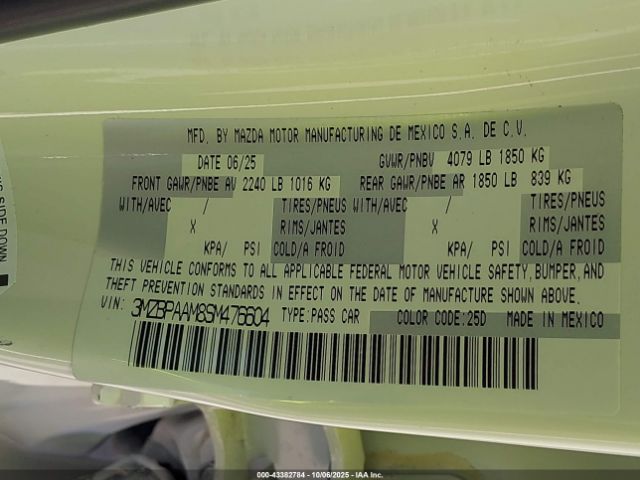 MFD. BY MAZDA MOTOR MANUFACTURING DE MEXICO S.A. DE C.V.
DATE 06/25 GVWR/PNBV 4079 LB 1850 KG
FRONT GAWR/PNBE AV 2240 LB 1016 KG REAR GAWR/PNBE AR 1850 LB 839 KG
WITH/AVEC / TIRES/PNEUS WITH/AVEC / TIRES/PNEUS
X RIMS/JANTES X RIMS/JANTES
KPA/ PSI COLD/A FROID KPA/ PSI COLD/A FROID
THIS VEHICLE CONFORMS TO ALL APPLICABLE FEDERAL MOTOR VEHICLE SAFETY, BUMPER, AND
THEFT PREVENTION STANDARDS IN EFFECT ON THE DATE OF MANUFACTURE SHOWN ABOVE.
VIN: 3MZBPAAM8SM476604 TYPE:PASS CAR COLOR CODE:25D MADE IN MEXICO
SIDE DOWN
000-43382784 - 10/06/2025 - IAA Inc.